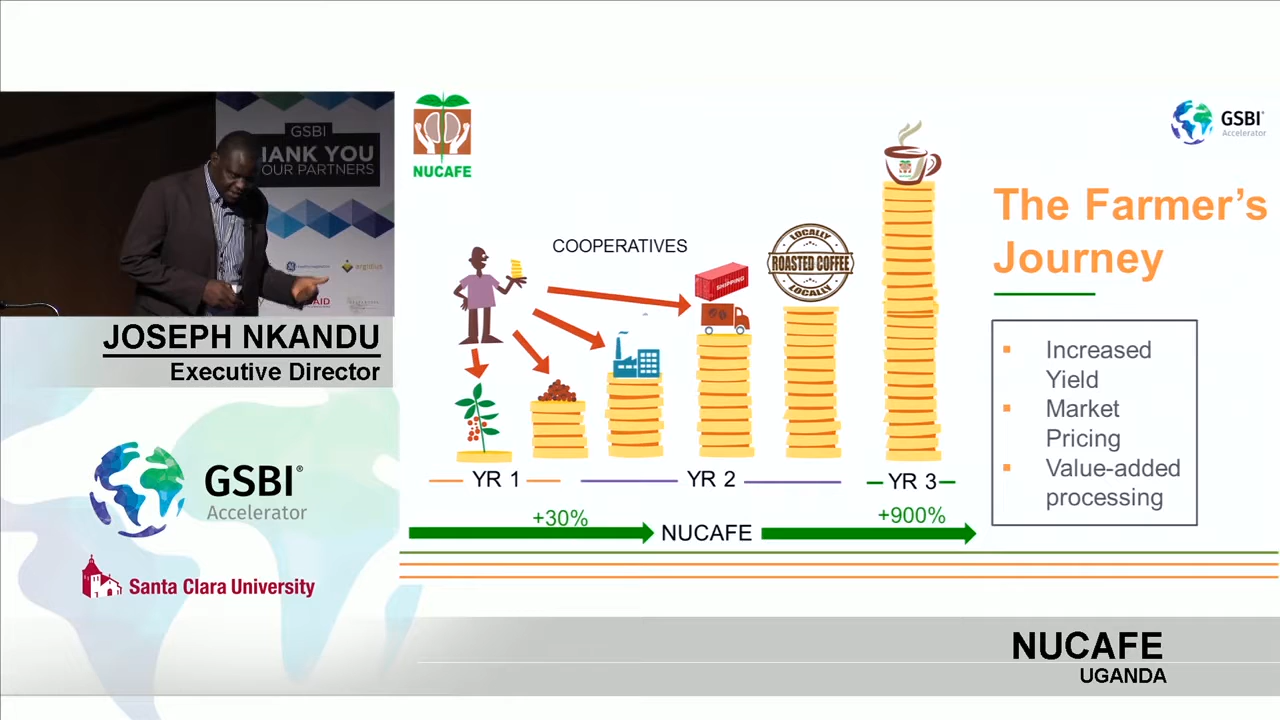 GSBI
IANK YOU
OUR PARTNERS
argidius
AID
JOSEPH NKANDU
Executive Director
GSBI®
Accelerator
Santa Clara University
NUCAFE
GSBI®
Accelerator
The Farmer's
Journey
COOPERATIVES
SHIPPING
LOCALLY
ROASTED COFFEE
LOCALLY
▪ Increased
Yield
▪ Market
Pricing
▪ Value-added
processing
YR 1
YR 2
YR 3
+30%
NUCAFE
+900%
NUCAFE
UGANDA